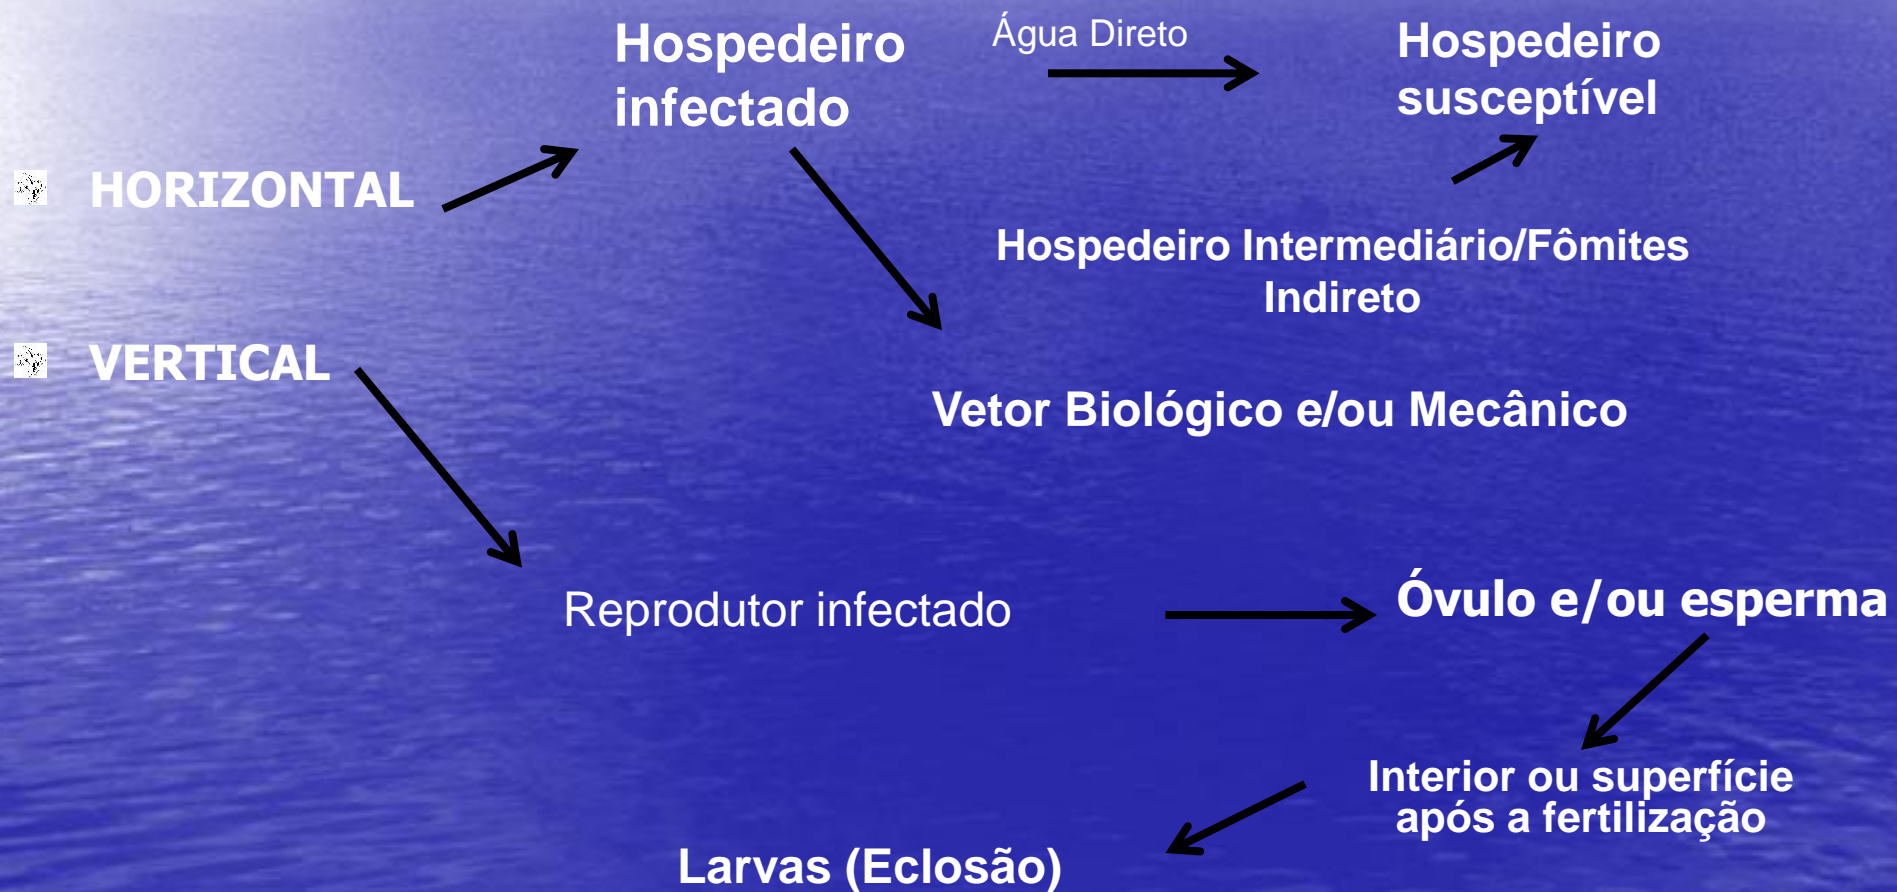 Hospedeiro
infectado
Água Direto
Hospedeiro
susceptível
HORIZONTAL
Hospedeiro Intermediário/Fômites
Indireto
VERTICAL
Vetor Biológico e/ou Mecânico
Reprodutor infectado
Óvulo e/ou esperma
Interior ou superfície
após a fertilização
Larvas (Eclosão)